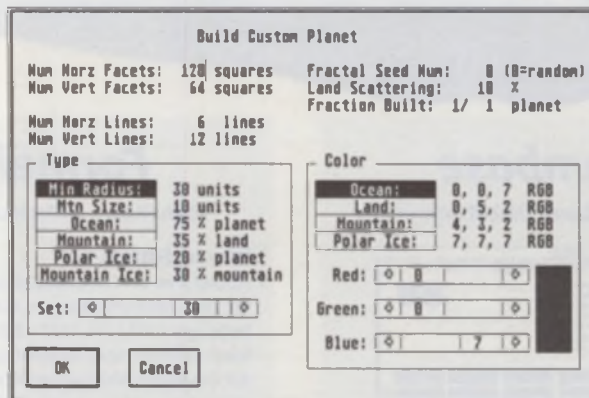 Build Custom Planet
Num Horz Facets: 128 squares
Num Vert Facets: 64 squares
Num Horz Lines: 6 lines
Num Vert Lines: 12 lines
Fractal Seed Num: 0 (0=random)
Land Scattering: 10 %
Fraction Built: 1/ 1 planet
Type
Min Radius: 30 units
Mtn Size: 10 units
Ocean: 75 % planet
Mountain: 35 % land
Polar Ice: 20 % planet
Mountain Ice: 30 % mountain
Set: 30
Color
Ocean: 0, 0, 7 RGB
Land: 0, 5, 2 RGB
Mountain: 4, 3, 2 RGB
Polar Ice: 7, 7, 7 RGB
Red: 0
Green: 0
Blue: 7
OK
Cancel